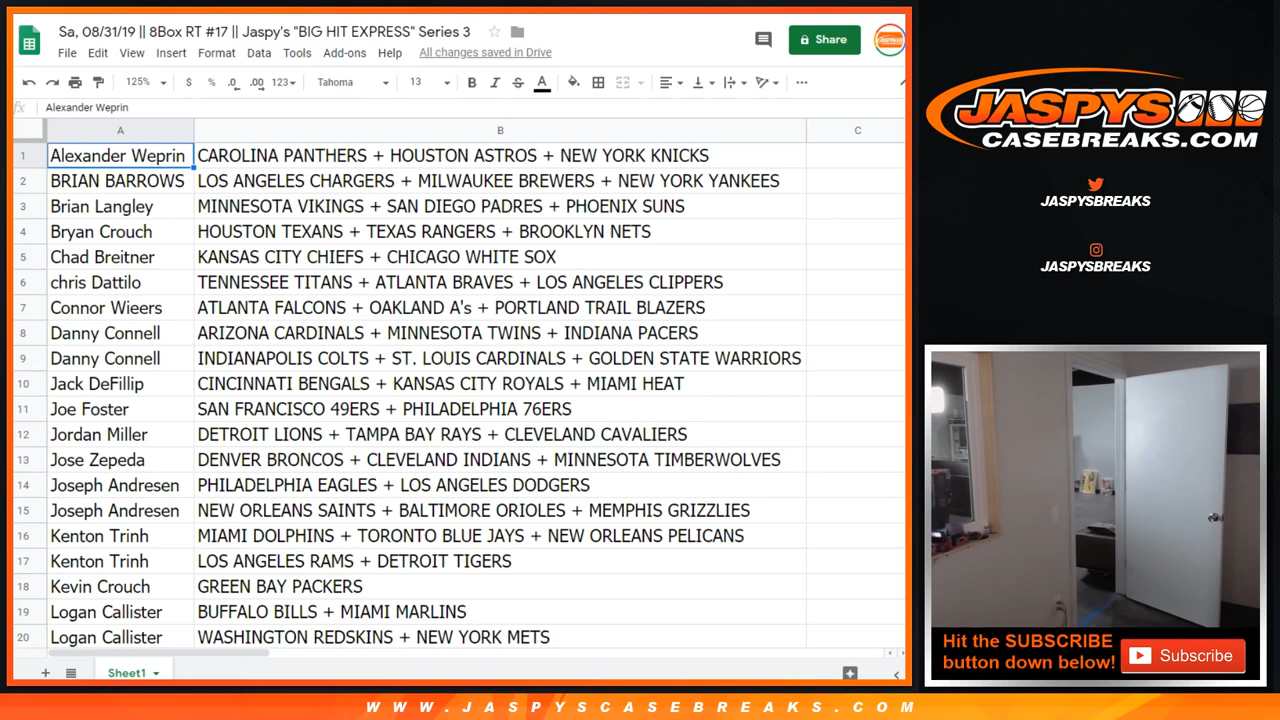 Sa, 08/31/19 || 8Box RT #17 || Jaspy's "BIG HIT EXPRESS" Series 3
File Edit View Insert Format Data Tools Add-ons Help All changes saved in Drive
Share
125% $ % .0 .00 123 Tahoma 13 B I S A
fx Alexander Weprin
A B C
1 Alexander Weprin CAROLINA PANTHERS + HOUSTON ASTROS + NEW YORK KNICKS
2 BRIAN BARROWS LOS ANGELES CHARGERS + MILWAUKEE BREWERS + NEW YORK YANKEES
3 Brian Langley MINNESOTA VIKINGS + SAN DIEGO PADRES + PHOENIX SUNS
4 Bryan Crouch HOUSTON TEXANS + TEXAS RANGERS + BROOKLYN NETS
5 Chad Breitner KANSAS CITY CHIEFS + CHICAGO WHITE SOX
6 chris Dattilo TENNESSEE TITANS + ATLANTA BRAVES + LOS ANGELES CLIPPERS
7 Connor Wieers ATLANTA FALCONS + OAKLAND A's + PORTLAND TRAIL BLAZERS
8 Danny Connell ARIZONA CARDINALS + MINNESOTA TWINS + INDIANA PACERS
9 Danny Connell INDIANAPOLIS COLTS + ST. LOUIS CARDINALS + GOLDEN STATE WARRIORS
10 Jack DeFillip CINCINNATI BENGALS + KANSAS CITY ROYALS + MIAMI HEAT
11 Joe Foster SAN FRANCISCO 49ERS + PHILADELPHIA 76ERS
12 Jordan Miller DETROIT LIONS + TAMPA BAY RAYS + CLEVELAND CAVALIERS
13 Jose Zepeda DENVER BRONCOS + CLEVELAND INDIANS + MINNESOTA TIMBERWOLVES
14 Joseph Andresen PHILADELPHIA EAGLES + LOS ANGELES DODGERS
15 Joseph Andresen NEW ORLEANS SAINTS + BALTIMORE ORIOLES + MEMPHIS GRIZZLIES
16 Kenton Trinh MIAMI DOLPHINS + TORONTO BLUE JAYS + NEW ORLEANS PELICANS
17 Kenton Trinh LOS ANGELES RAMS + DETROIT TIGERS
18 Kevin Crouch GREEN BAY PACKERS
19 Logan Callister BUFFALO BILLS + MIAMI MARLINS
20 Logan Callister WASHINGTON REDSKINS + NEW YORK METS
Sheet1
JASPYS
CASEBREAKS.COM
JASPYSBREAKS
JASPYSBREAKS
Hit the SUBSCRIBE
button down below!
Subscribe
WWW.JASPYSCASEBREAKS.COM